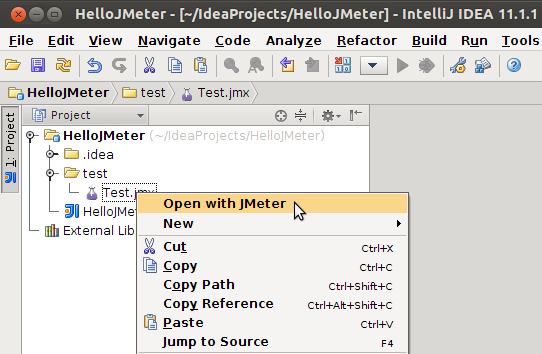 HelloJMeter - [~/IdeaProjects/HelloJMeter] - IntelliJ IDEA 11.1.1
File Edit View Navigate Code Analyze Refactor Build Run Tools
HelloJMeter test Test.jmx
1: Project
Project
HelloJMeter (~/IdeaProjects/HelloJMeter)
.idea
test
Test.jmx
HelloJMe
External Lib
Open with JMeter
New
Cut Ctrl+X
Copy Ctrl+C
Copy Path Ctrl+Shift+C
Copy Reference Ctrl+Alt+Shift+C
Paste Ctrl+V
Jump to Source F4